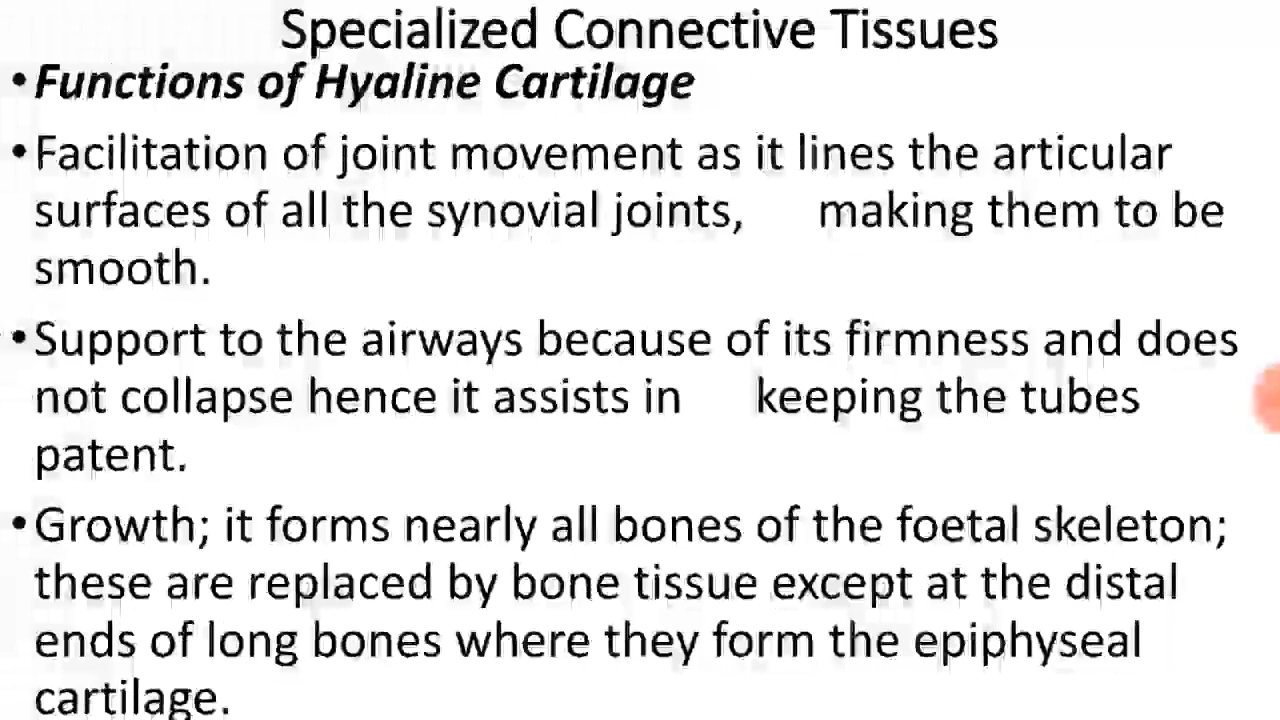 Specialized Connective Tissues
•Functions of Hyaline Cartilage
•Facilitation of joint movement as it lines the articular
surfaces of all the synovial joints, making them to be
smooth.
•Support to the airways because of its firmness and does
not collapse hence it assists in keeping the tubes
patent.
•Growth; it forms nearly all bones of the foetal skeleton;
these are replaced by bone tissue except at the distal
ends of long bones where they form the epiphyseal
cartilage.